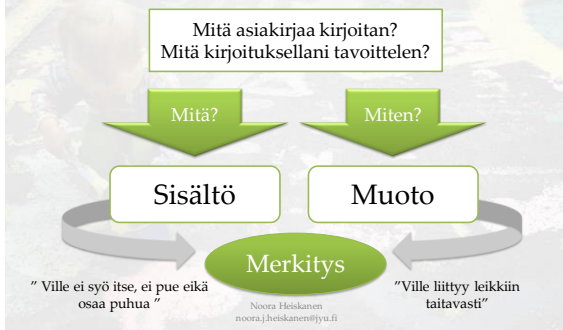 Mitä asiakirjaa kirjoitan?
Mitä kirjoituksellani tavoittelen?
Mitä?
Miten?
Sisältö
Muoto
Merkitys
” Ville ei syö itse, ei pue eikä
osaa puhua ”
”Ville liittyy leikkiin
taitavasti”
Noora Heiskanen
noora.j.heiskanen@jyu.fi